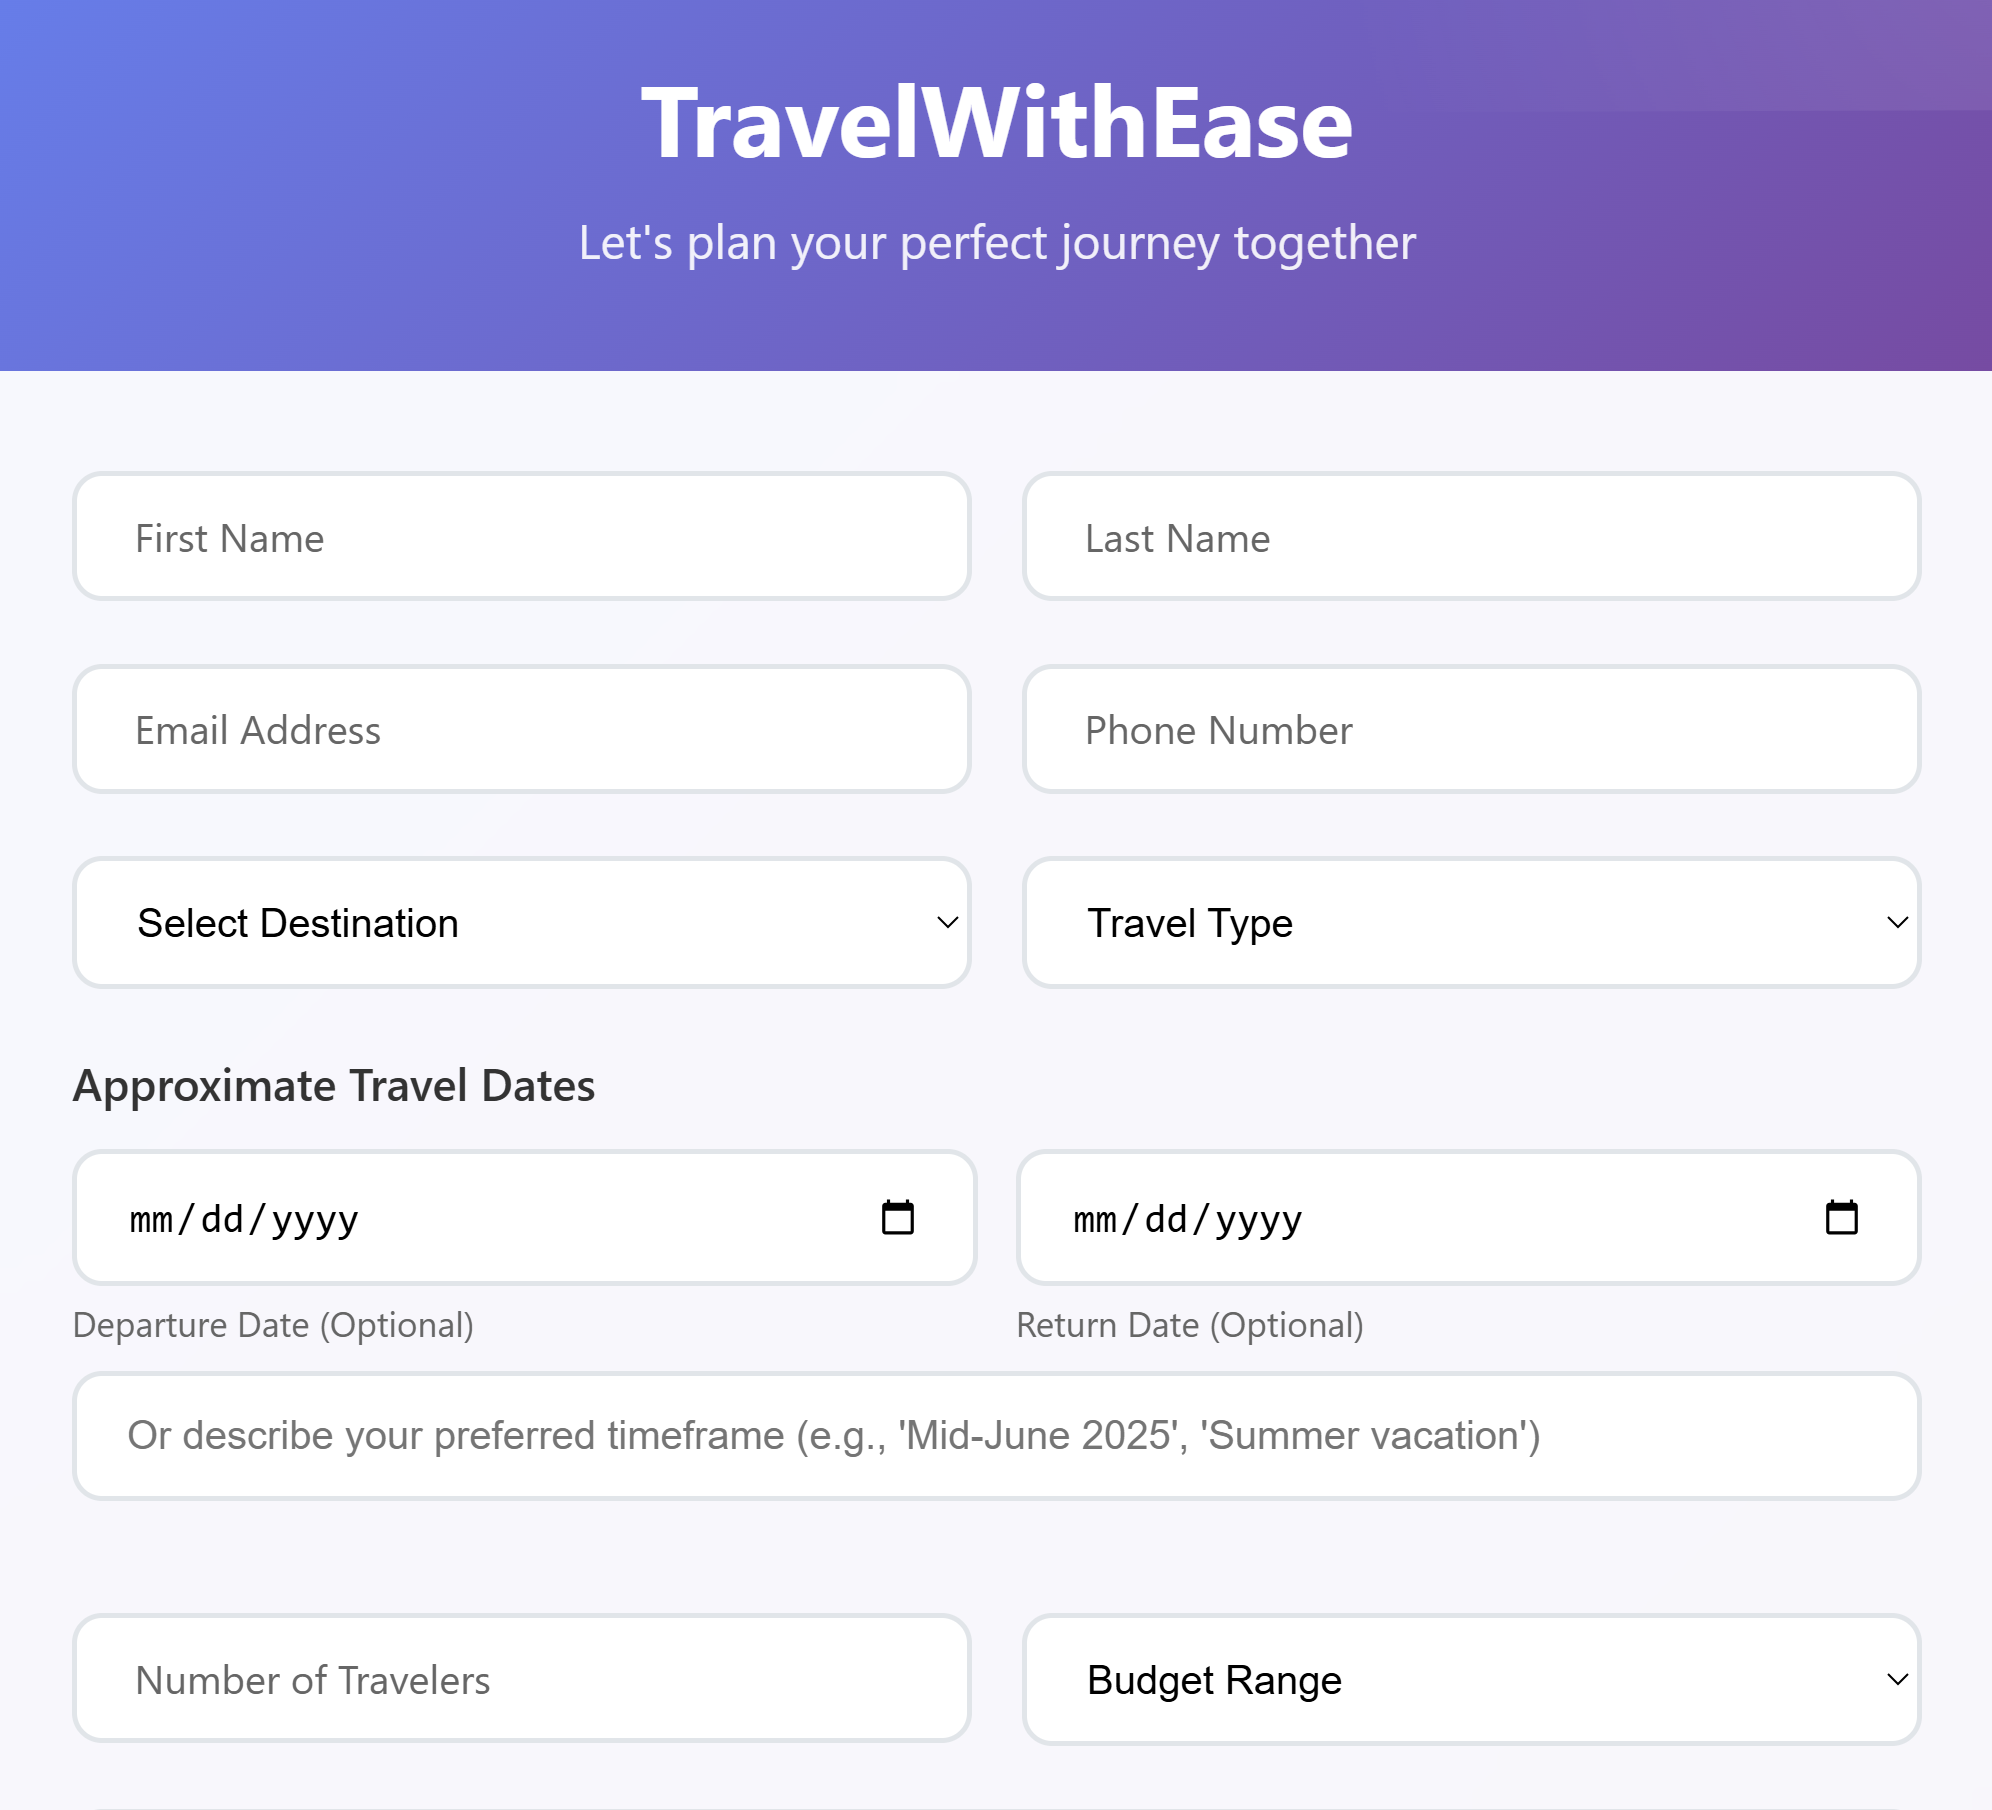 TravelWithEase
Let's plan your perfect journey together
First Name
Last Name
Email Address
Phone Number
Select Destination
Travel Type
Approximate Travel Dates
mm/dd/yyyy
mm/dd/yyyy
Departure Date (Optional)
Return Date (Optional)
Or describe your preferred timeframe (e.g., 'Mid-June 2025', 'Summer vacation')
Number of Travelers
Budget Range